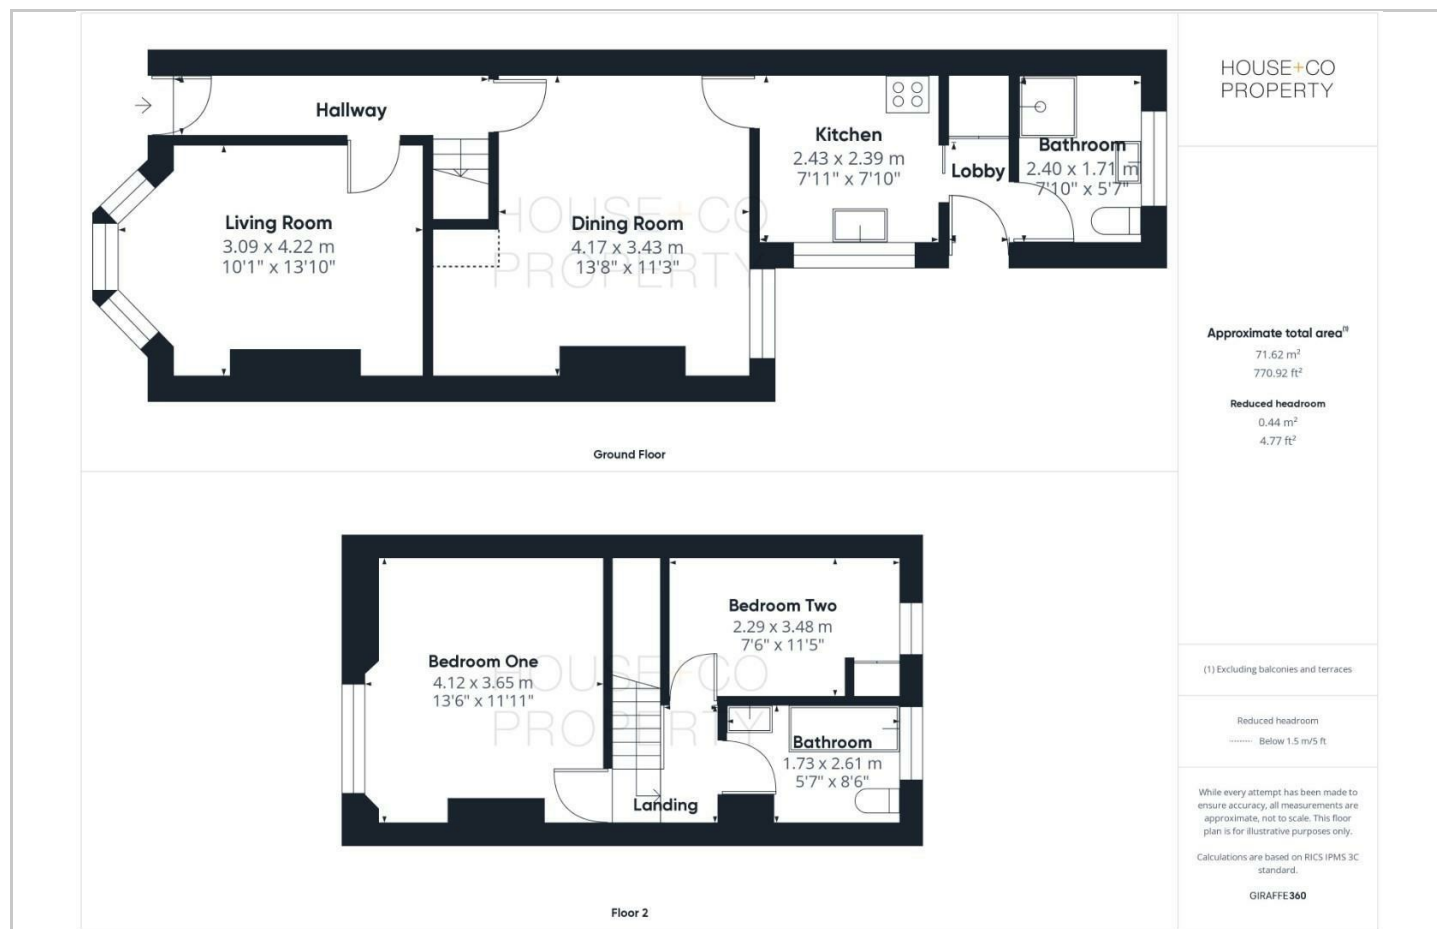 HOUSE+CO
PROPERTY
Hallway
Living Room
3.09 x 4.22 m
10'1" x 13'10"
Dining Room
4.17 x 3.43 m
13'8" x 11'3"
Kitchen
2.43 x 2.39 m
7'11" x 7'10"
Lobby
Bathroom
2.40 x 1.71 m
7'10" x 5'7"
HOUSE+CO
PROPERTY
Ground Floor
Approximate total area(1)
71.62 m²
770.92 ft²
Reduced headroom
0.44 m²
4.77 ft²
Bedroom One
4.12 x 3.65 m
13'6" x 11'11"
Bedroom Two
2.29 x 3.48 m
7'6" x 11'5"
Bathroom
1.73 x 2.61 m
5'7" x 8'6"
Landing
HOUSE+CO
PROPERTY
Floor 2
(1) Excluding balconies and terraces
Reduced headroom
Below 1.5 m/5 ft
While every attempt has been made to
ensure accuracy, all measurements are
approximate, not to scale. This floor
plan is for illustrative purposes only.
Calculations are based on RICS IPMS 3C
standard.
GIRAFFE360